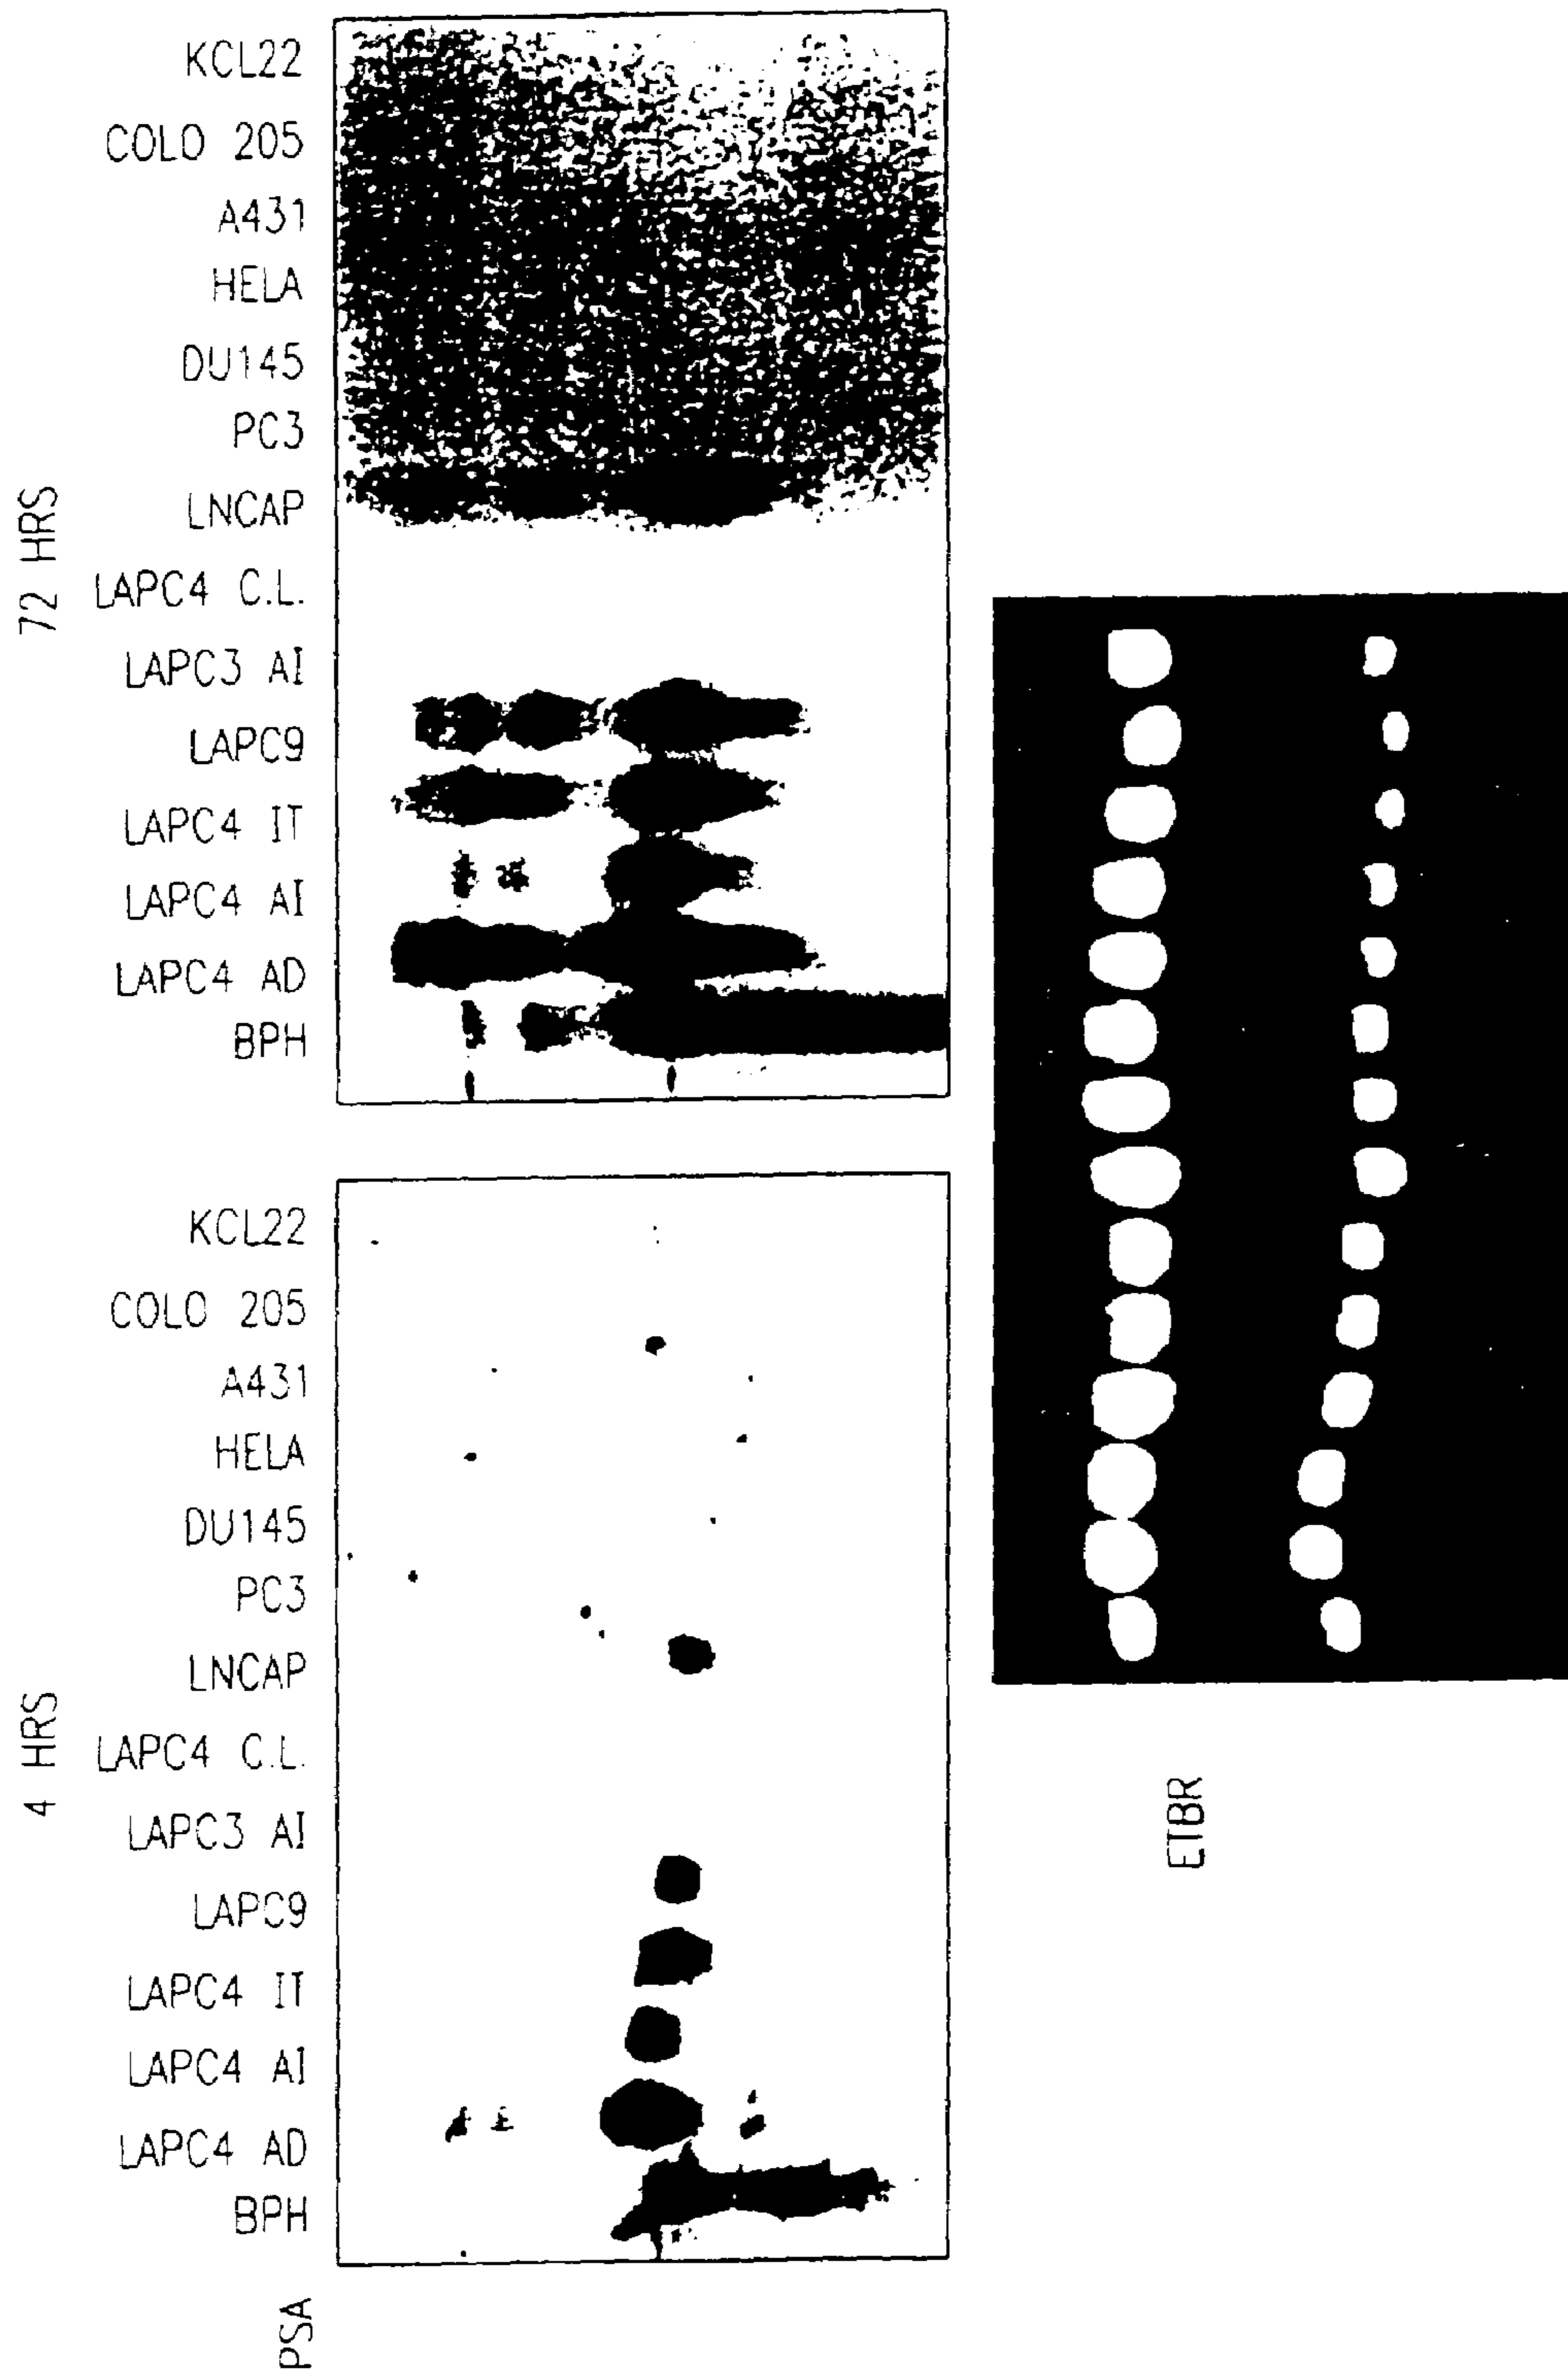 72 HRS
KCL22
COLO 205
A431
HELA
DU145
PC3
LNCAP
LAPC4 C.L.
LAPC3 AI
LAPC9
LAPC4 IT
LAPC4 AI
LAPC4 AD
BPH
4 HRS
KCL22
COLO 205
A431
HELA
DU145
PC3
LNCAP
LAPC4 C.L.
LAPC3 AI
LAPC9
LAPC4 IT
LAPC4 AI
LAPC4 AD
BPH
PSA
ETBR